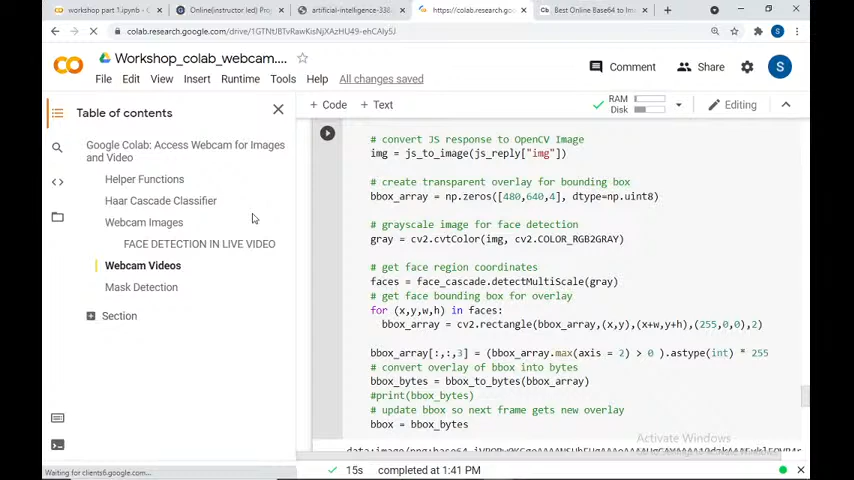 workshop part 1.ipynb - Colabo
Online(instructor led) Program
artificial-intelligence-338
https://colab.research.goo
Best Online Base64 to Image
colab.research.google.com/drive/1GTNtJBTvRawKisNjXAzHU49-ehCAly5J
Workshop_colab_webcam....
Comment
Share
S
File Edit View Insert Runtime Tools Help All changes saved
Table of contents
+ Code + Text
RAM
Disk
Editing
Google Colab: Access Webcam for Images
and Video
Helper Functions
Haar Cascade Classifier
Webcam Images
FACE DETECTION IN LIVE VIDEO
Webcam Videos
Mask Detection
Section
# convert JS response to OpenCV Image
img = js_to_image(js_reply["img"])
# create transparent overlay for bounding box
bbox_array = np.zeros([480,640,4], dtype=np.uint8)
# grayscale image for face detection
gray = cv2.cvtColor(img, cv2.COLOR_RGB2GRAY)
# get face region coordinates
faces = face_cascade.detectMultiScale(gray)
# get face bounding box for overlay
for (x,y,w,h) in faces:
bbox_array = cv2.rectangle(bbox_array,(x,y),(x+w,y+h),(255,0,0),2)
bbox_array[:,:,3] = (bbox_array.max(axis = 2) > 0 ).astype(int) * 255
# convert overlay of bbox into bytes
bbox_bytes = bbox_to_bytes(bbox_array)
#print(bbox_bytes)
# update bbox so next frame gets new overlay
bbox = bbox_bytes
Activate Windows
Waiting for clients6.google.com...
15s completed at 1:41 PM